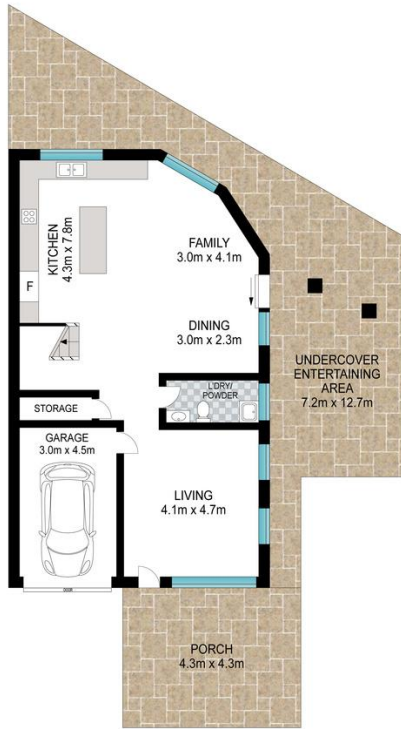 KITCHEN
4.3m x 7.8m
FAMILY
3.0m x 4.1m
F
DINING
3.0m x 2.3m
UNDERCOVER
ENTERTAINING
AREA
7.2m x 12.7m
L'DRY/
POWDER
STORAGE
GARAGE
3.0m x 4.5m
LIVING
4.1m x 4.7m
DOOR
PORCH
4.3m x 4.3m